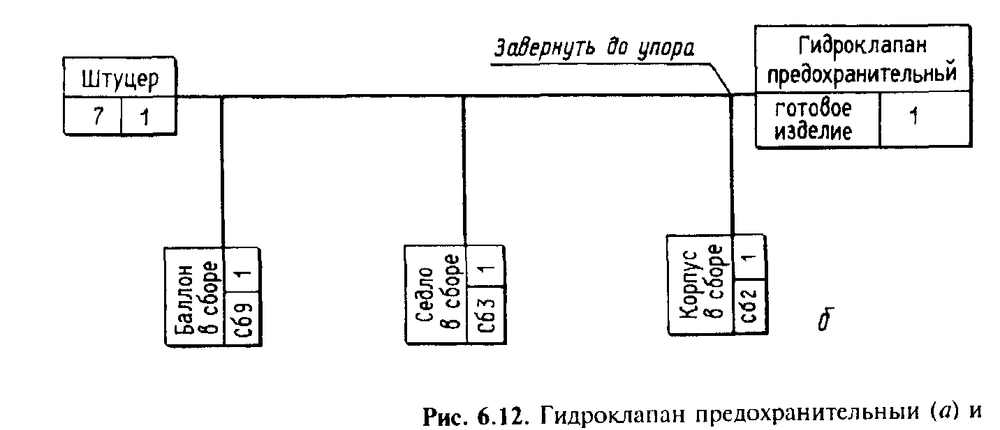 Завернуть до упора
Гидроклапан
предохранительный
готовое
изделие
1
Штуцер
7
1
Баллон
в сборе
Сб9
1
Седло
в сборе
Сб3
1
Корпус
в сборе
Сб2
1
б
Рис. 6.12. Гидроклапан предохранительный (а) и